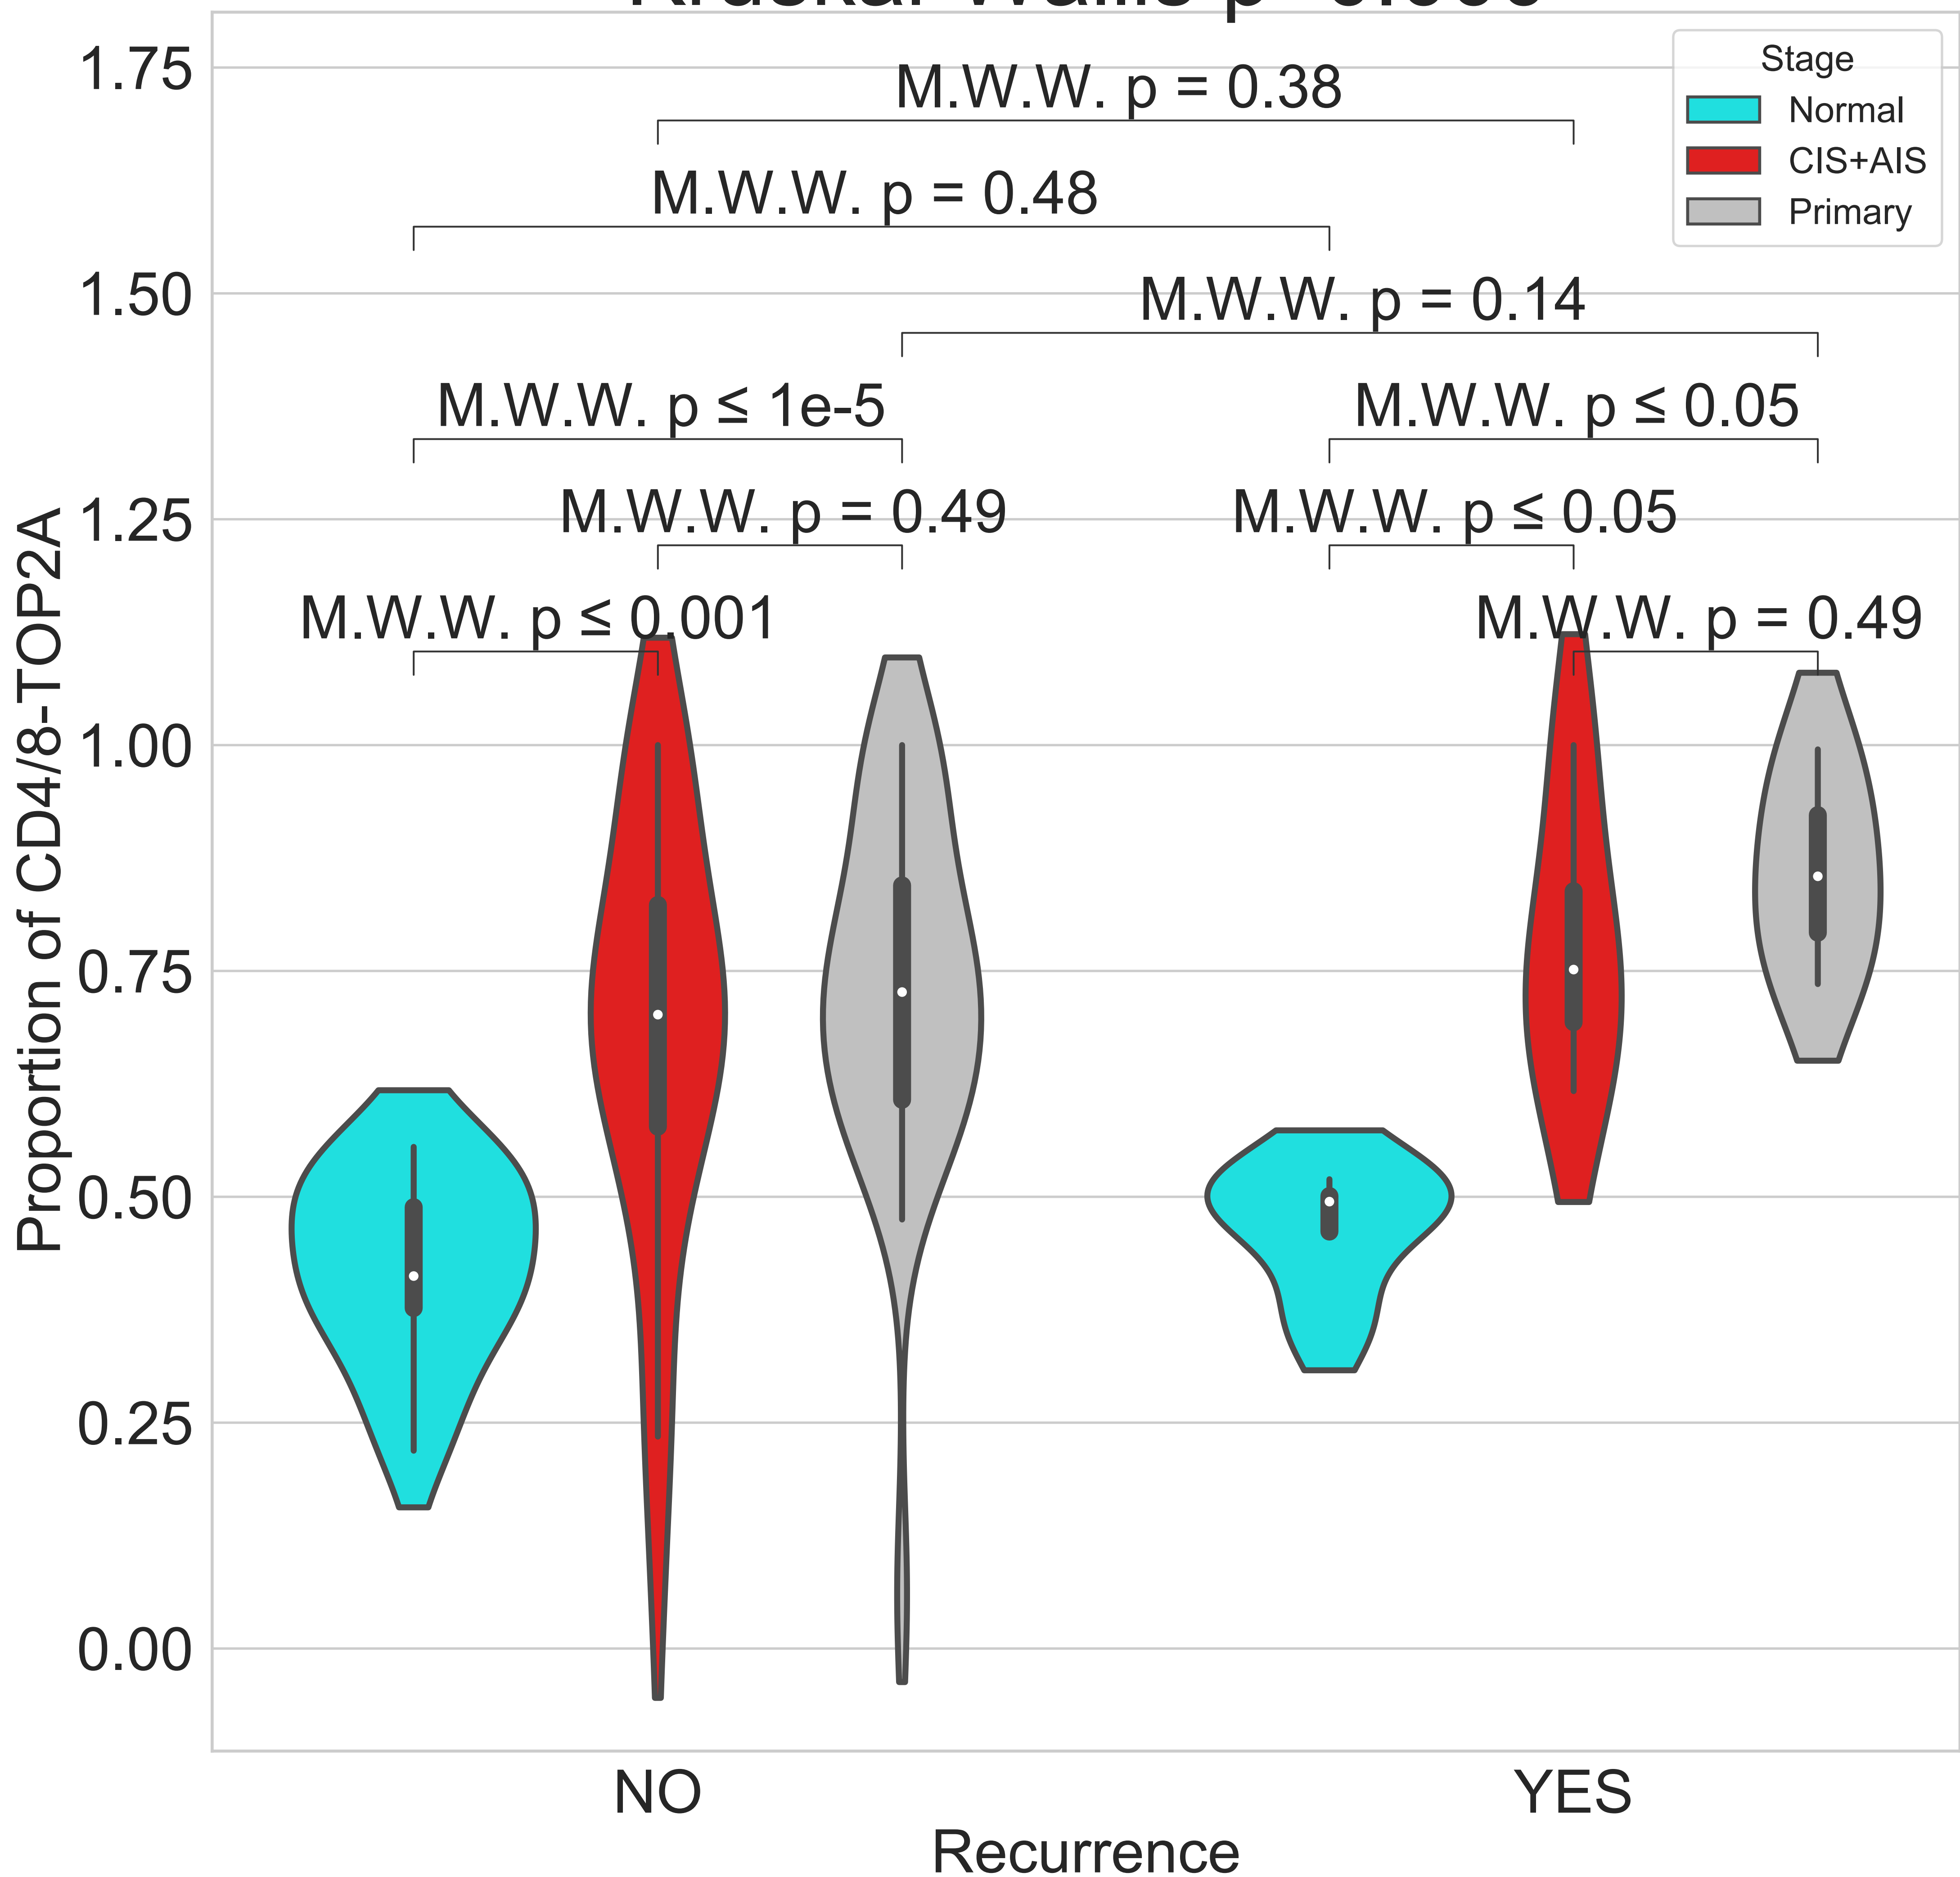 1.75
1.50
1.25
1.00
0.75
0.50
0.25
0.00
Proportion of CD4/8-TOP2A
M.W.W. p = 0.38
M.W.W. p = 0.48
M.W.W. p = 0.14
M.W.W. p ≤ 1e-5
M.W.W. p ≤ 0.05
M.W.W. p = 0.49
M.W.W. p ≤ 0.05
M.W.W. p ≤ 0.001
M.W.W. p = 0.49
Stage
Normal
CIS+AIS
Primary
NO
YES
Recurrence